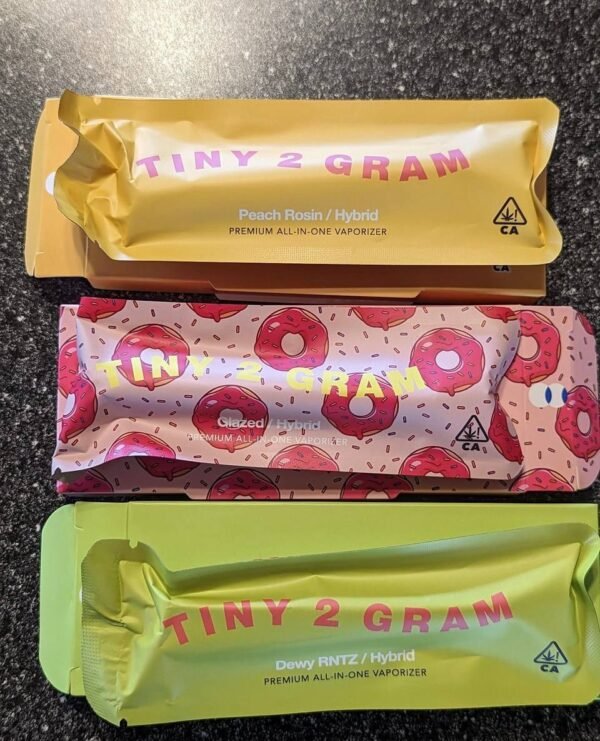 TINY 2 GRAM
Peach Rosin / Hybrid
PREMIUM ALL-IN-ONE VAPORIZER
CA
CA
TINY 2 GRAM
Glazed / Hybrid
PREMIUM ALL-IN-ONE VAPORIZER
CA
TINY 2 GRAM
Dewy RNTZ / Hybrid
PREMIUM ALL-IN-ONE VAPORIZER
CA